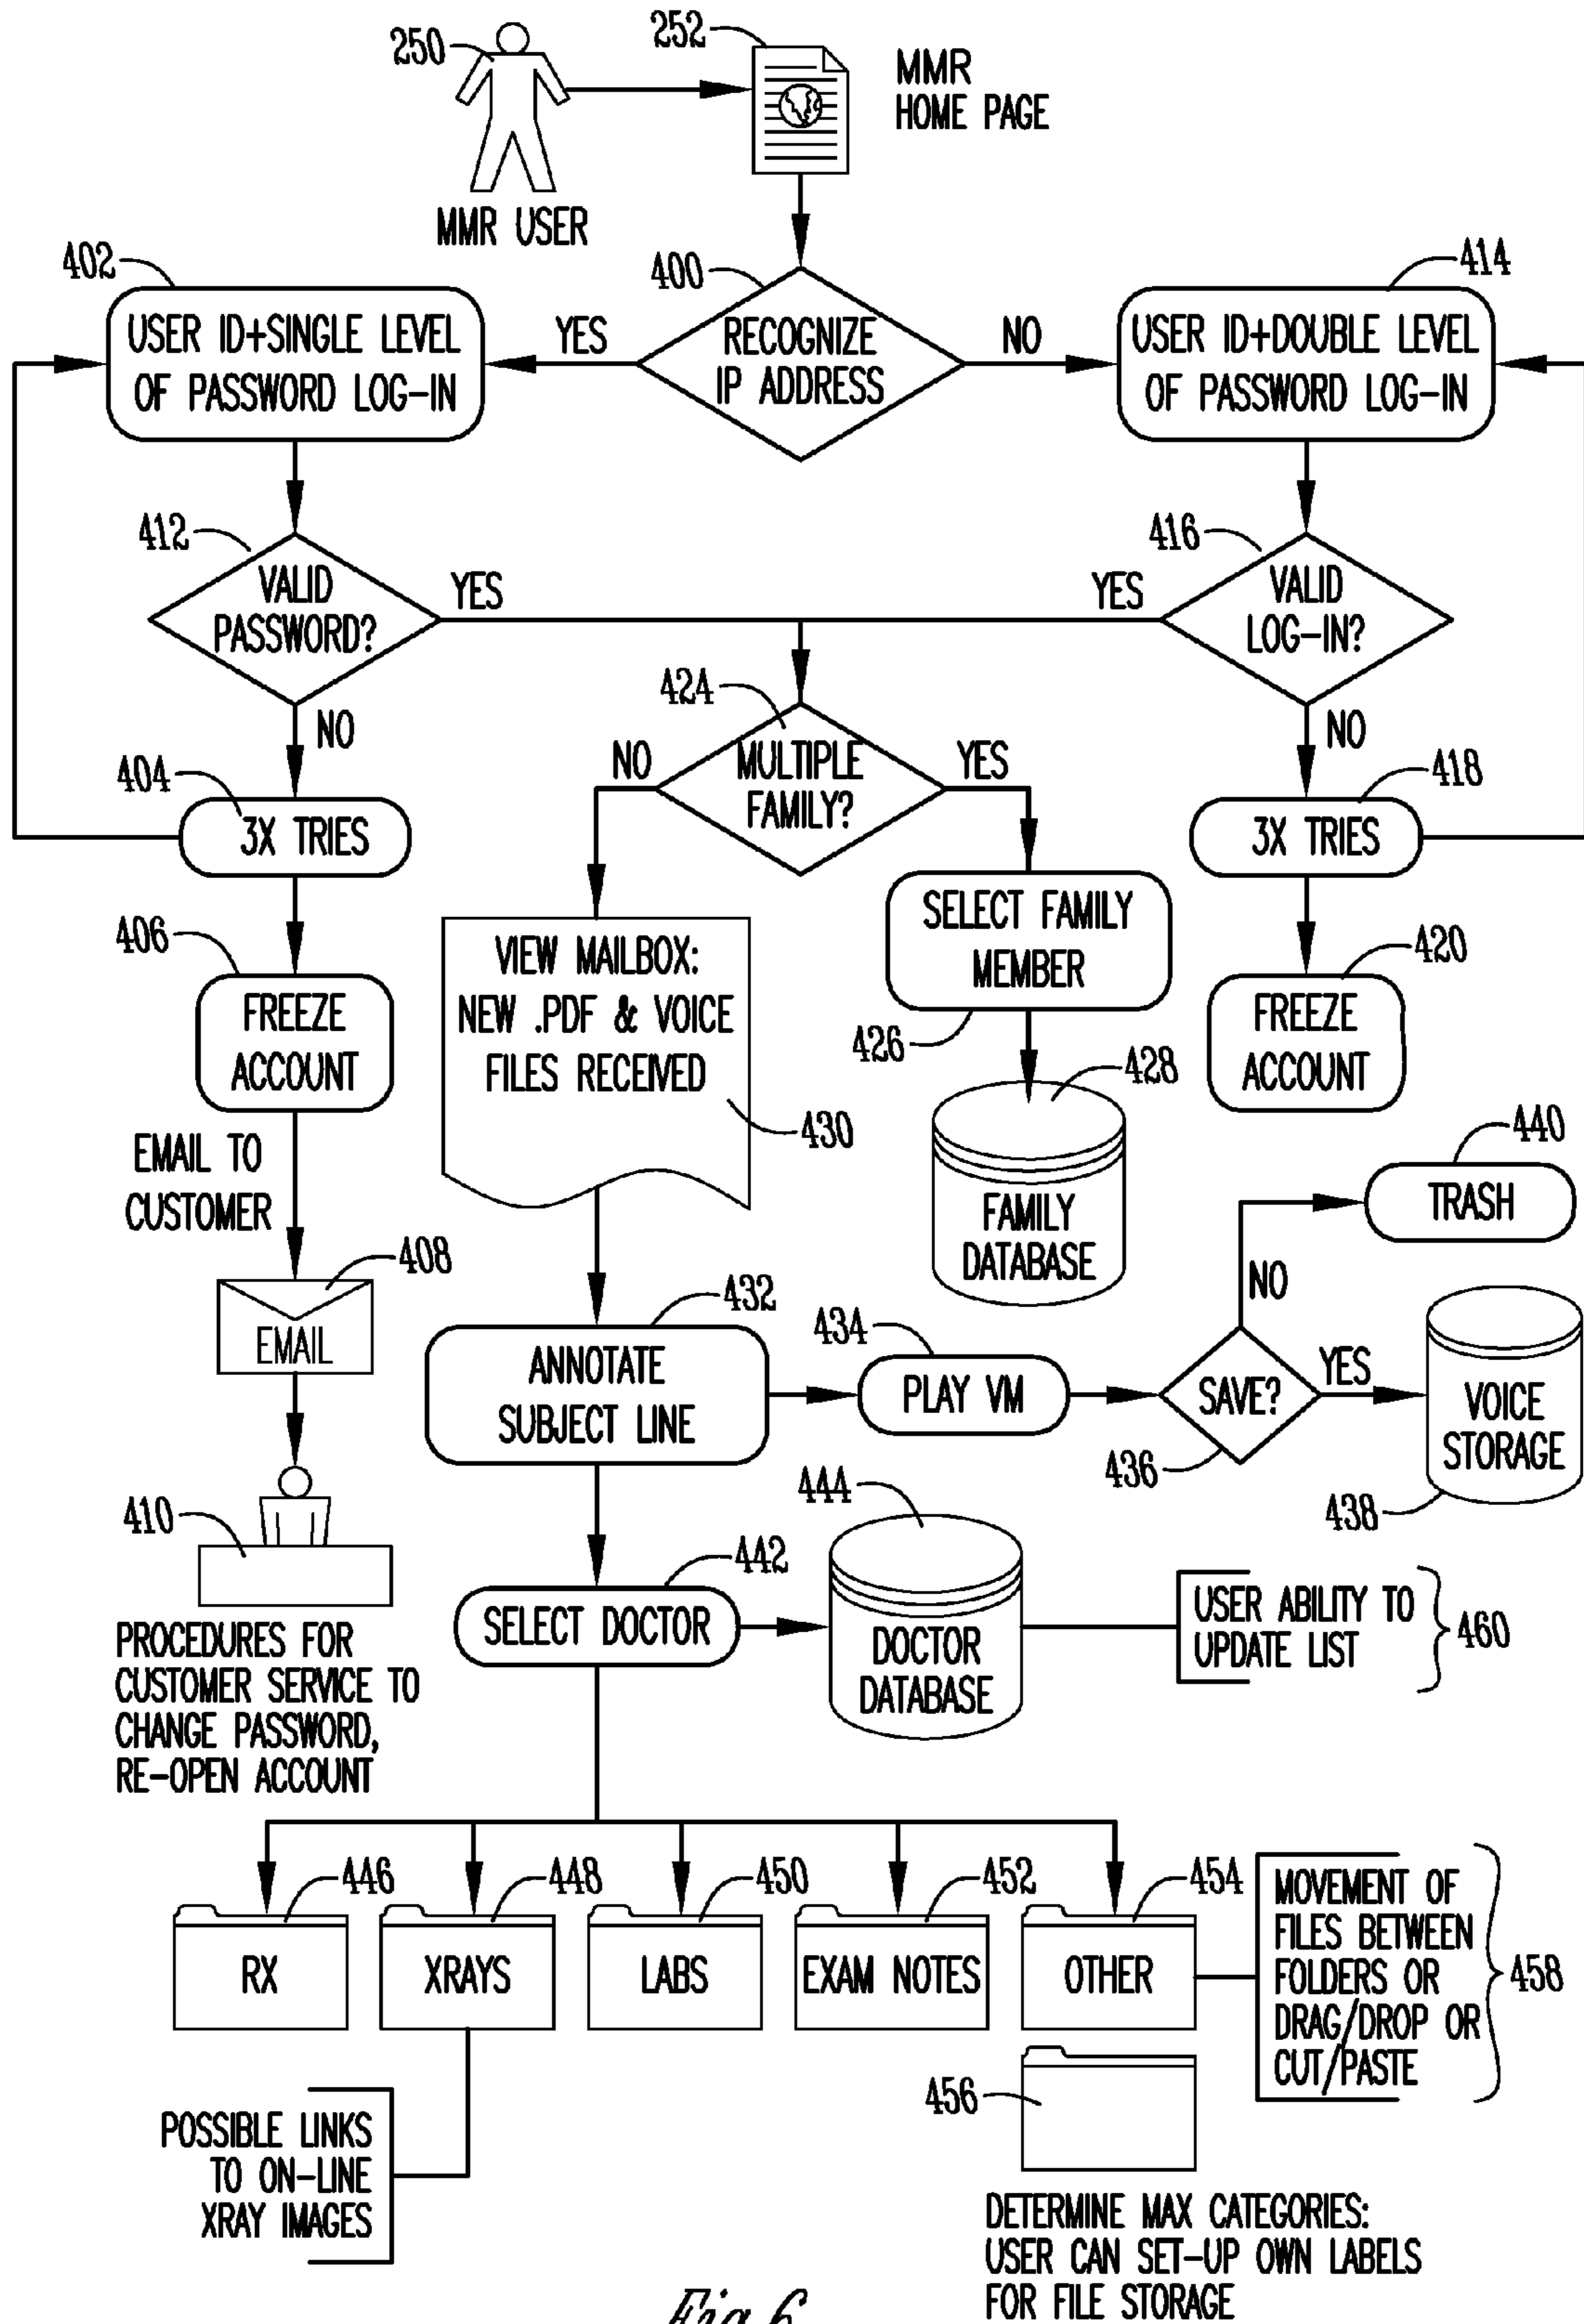 250
252
MMR
HOME PAGE
MMR USER
402
400
414
USER ID+SINGLE LEVEL
OF PASSWORD LOG-IN
YES
RECOGNIZE
IP ADDRESS
NO
USER ID+DOUBLE LEVEL
OF PASSWORD LOG-IN
412
VALID
PASSWORD?
YES
416
YES
VALID
LOG-IN?
424
NO
NO
MULTIPLE
FAMILY?
YES
NO
404
3X TRIES
418
3X TRIES
406
FREEZE
ACCOUNT
VIEW MAILBOX:
NEW .PDF & VOICE
FILES RECEIVED
430
SELECT FAMILY
MEMBER
426
428
FAMILY
DATABASE
420
FREEZE
ACCOUNT
EMAIL TO
CUSTOMER
408
EMAIL
440
TRASH
NO
432
ANNOTATE
SUBJECT LINE
434
PLAY VM
SAVE?
436
YES
VOICE
STORAGE
438
410
PROCEDURES FOR
CUSTOMER SERVICE TO
CHANGE PASSWORD,
RE-OPEN ACCOUNT
442
SELECT DOCTOR
444
DOCTOR
DATABASE
USER ABILITY TO
UPDATE LIST
460
446
448
450
452
454
RX
XRAYS
LABS
EXAM NOTES
OTHER
MOVEMENT OF
FILES BETWEEN
FOLDERS OR
DRAG/DROP OR
CUT/PASTE
458
456
POSSIBLE LINKS
TO ON-LINE
XRAY IMAGES
DETERMINE MAX CATEGORIES:
USER CAN SET-UP OWN LABELS
FOR FILE STORAGE
Fig.6